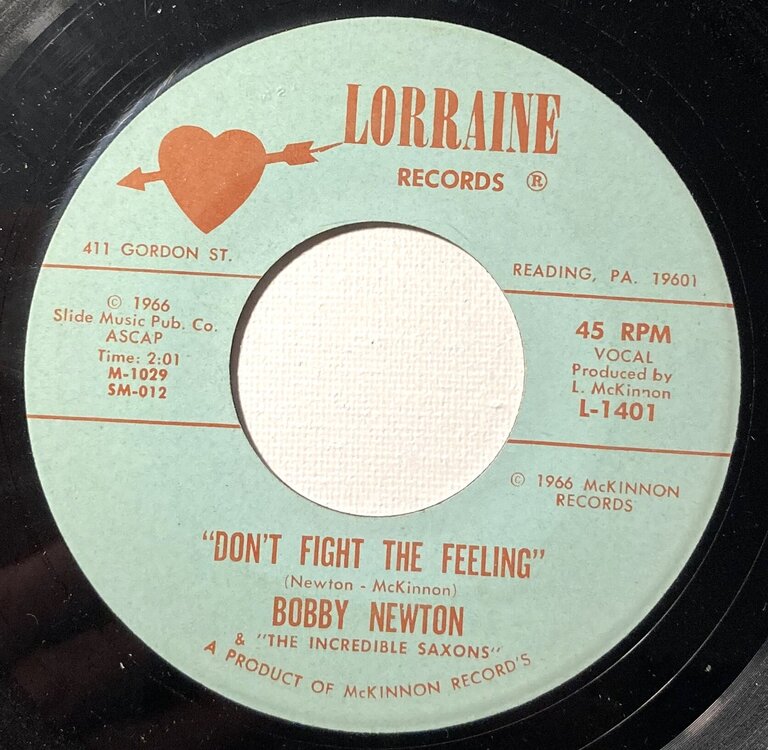 LORRAINE
RECORDS ®
411 GORDON ST.
READING, PA. 19601
© 1966
Slide Music Pub. Co.
ASCAP
Time: 2:01
M-1029
SM-012
45 RPM
VOCAL
Produced by
L. McKinnon
L-1401
© 1966 McKINNON
RECORDS
"DON'T FIGHT THE FEELING"
(Newton - McKinnon)
BOBBY NEWTON
& "THE INCREDIBLE SAXONS"
A PRODUCT OF McKINNON RECORD'S